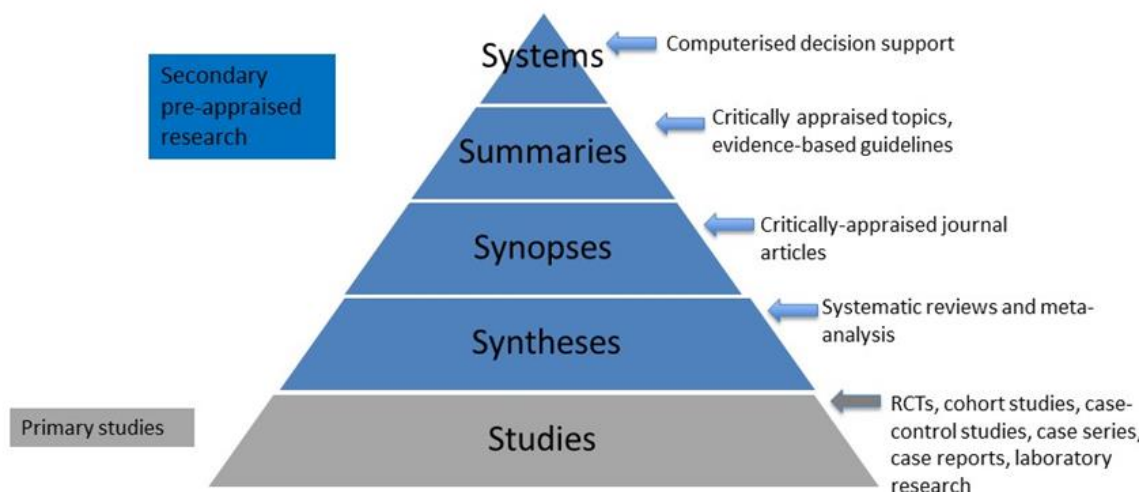 Systems
Computerised decision support
Secondary
pre-appraised
research
Critically appraised topics,
evidence-based guidelines
Summaries
Critically-appraised journal
articles
Synopses
Systematic reviews and meta-
analysis
Syntheses
Primary studies
Studies
RCTs, cohort studies, case-
control studies, case series,
case reports, laboratory
research